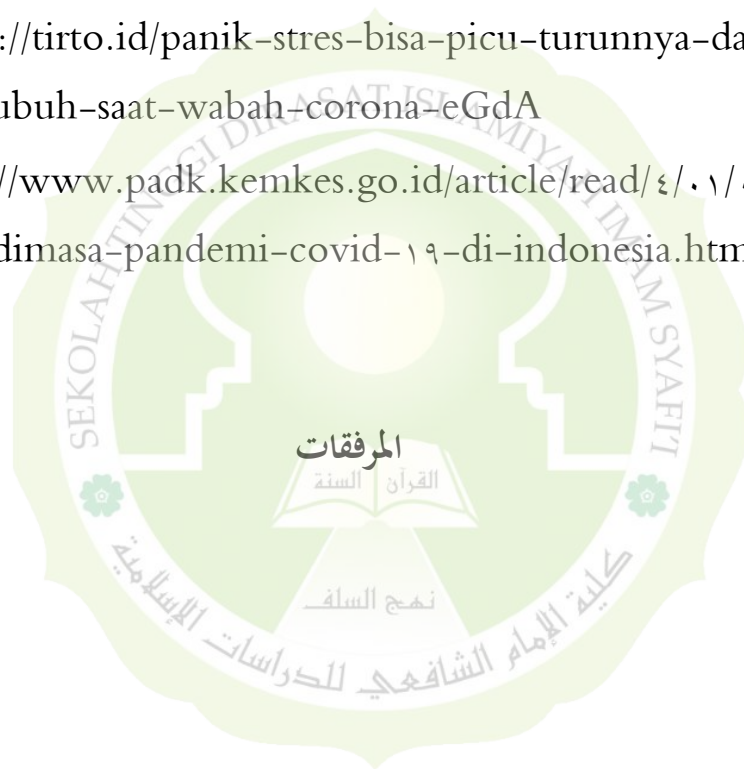 ://tirto.id/panik-stres-bisa-picu-turunnya-da
ubuh-saat-wabah-corona-eGdA
//www.padk.kemkes.go.id/article/read/٤/٠١/
dimasa-pandemi-covid-١٩-di-indonesia.htm
المرفقات
SEKOLAH TINGGI DIRASAT ISLAMIYAH IMAM SYAFI'I
القرآن السنة
نهج السلف
كلية الإمام الشافعي للدراسات الإسلامية